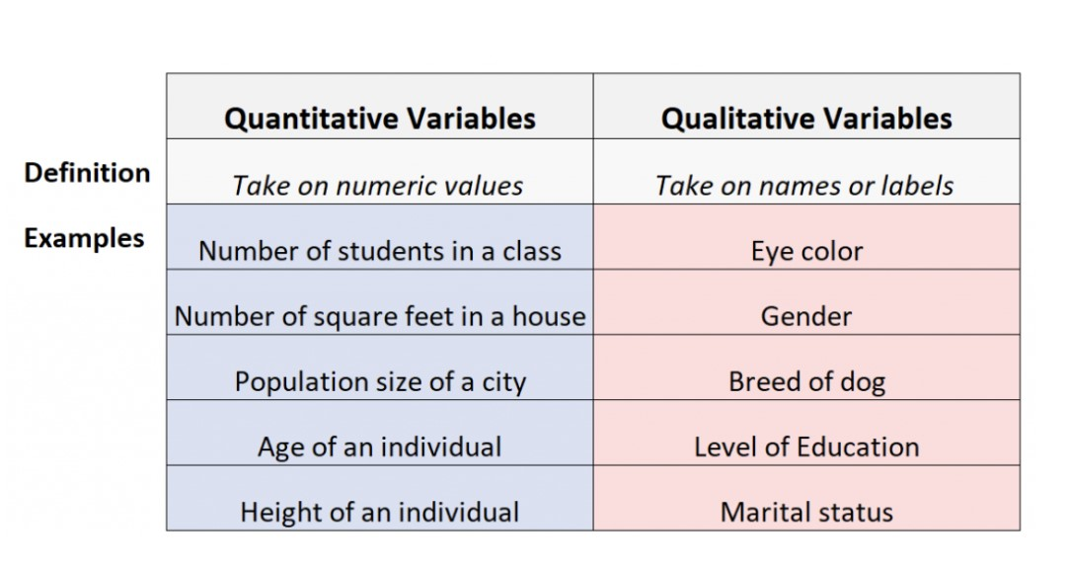 Quantitative Variables Qualitative Variables
Definition Take on numeric values Take on names or labels
Examples Number of students in a class Eye color
Number of square feet in a house Gender
Population size of a city Breed of dog
Age of an individual Level of Education
Height of an individual Marital status